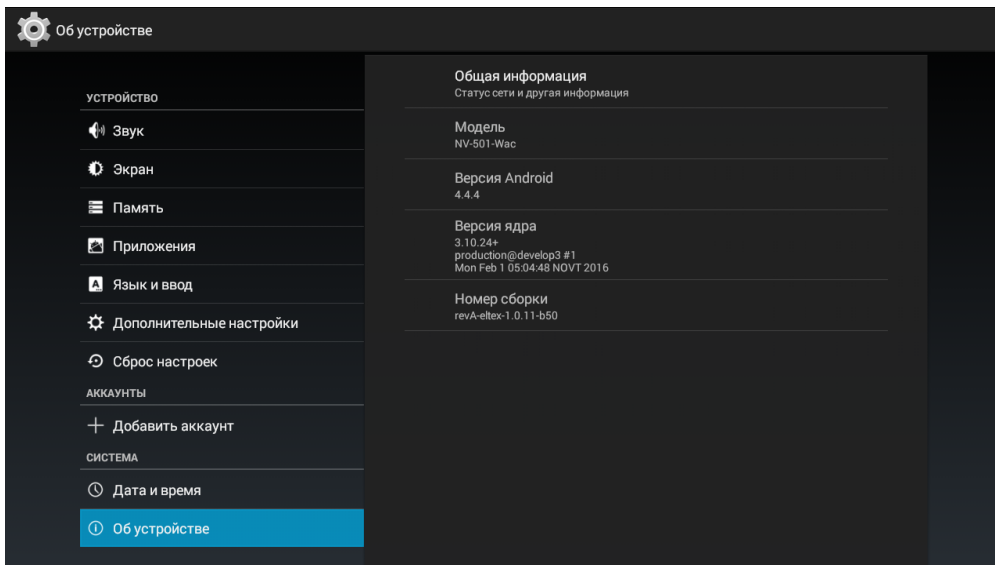 Об устройстве
УСТРОЙСТВО
Звук
Экран
Память
Приложения
Язык и ввод
Дополнительные настройки
Сброс настроек
АККАУНТЫ
Добавить аккаунт
СИСТЕМА
Дата и время
Об устройстве
Общая информация
Статус сети и другая информация
Модель
NV-501-Wac
Версия Android
4.4.4
Версия ядра
3.10.24+
production@develop3 #1
Mon Feb 1 05:04:48 NOVT 2016
Номер сборки
revA-eltex-1.0.11-b50